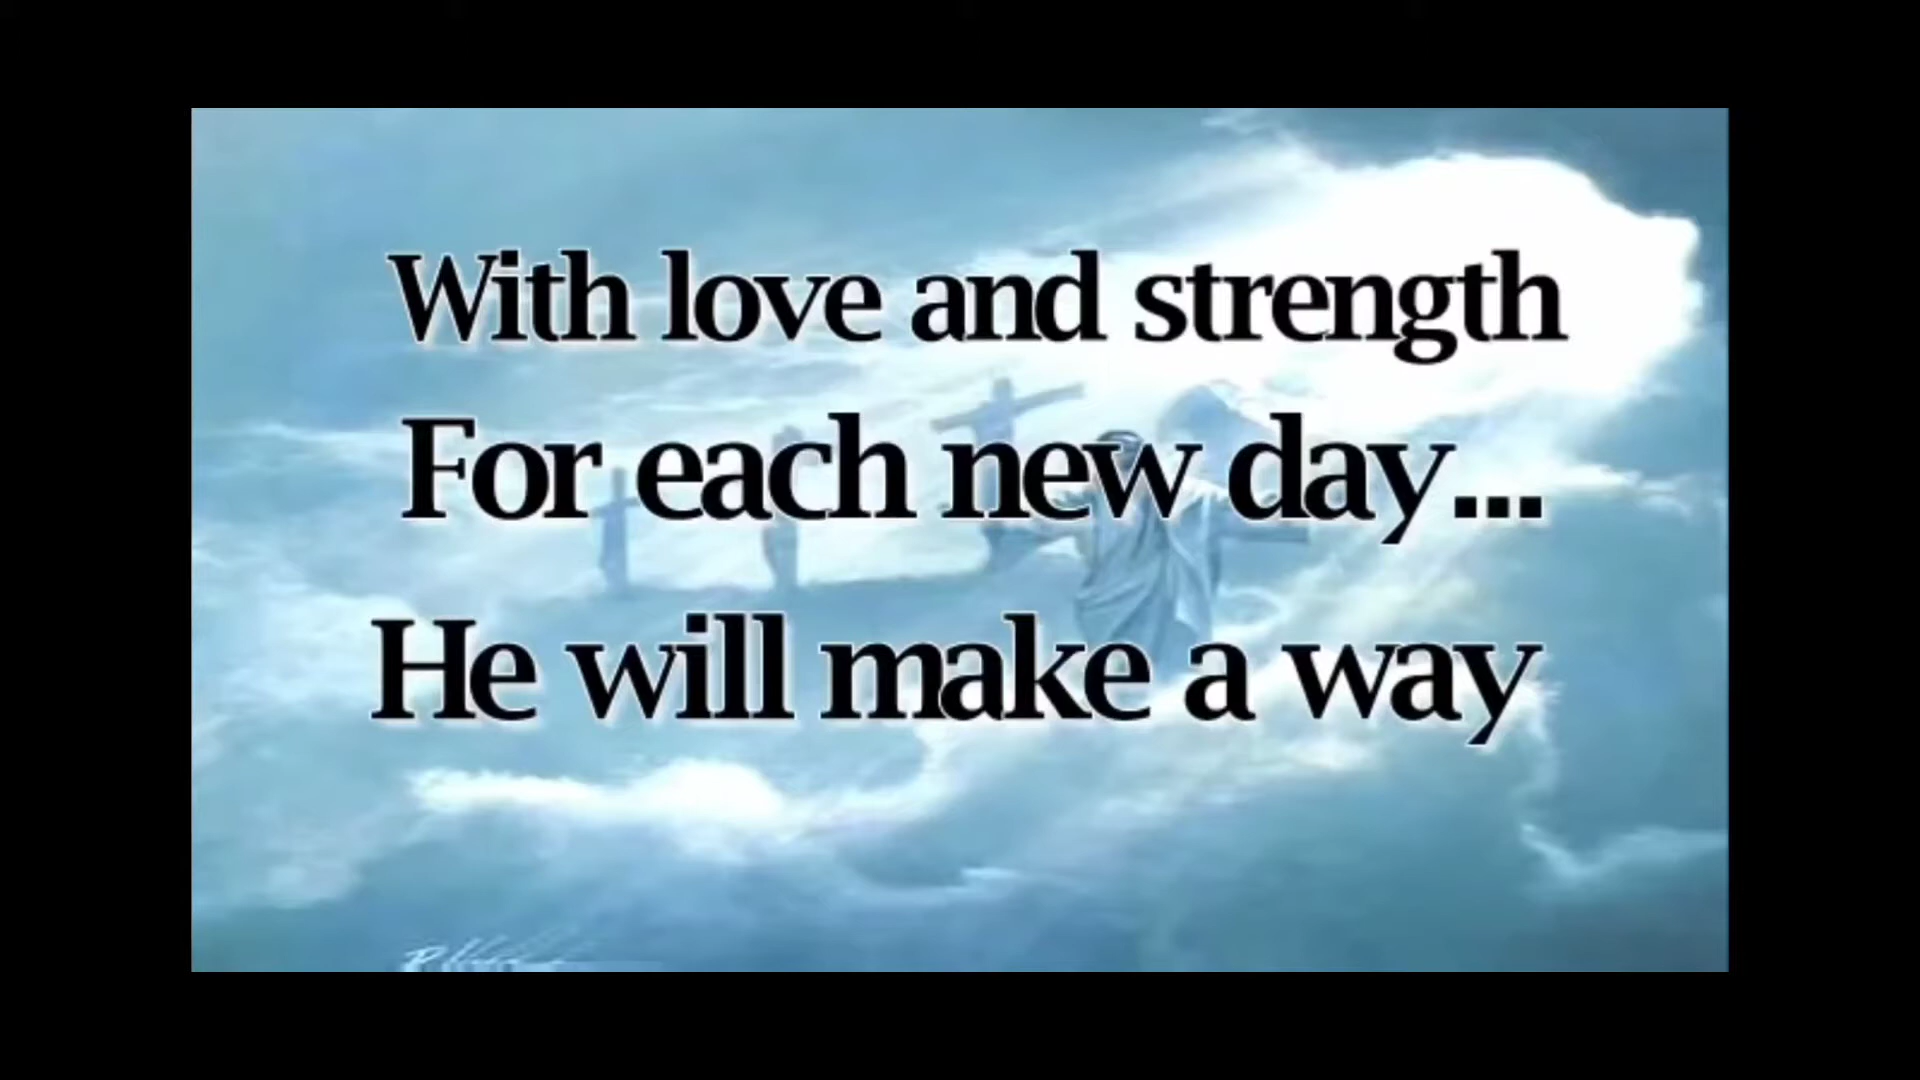 With love and strength
For each new day...
He will make a way